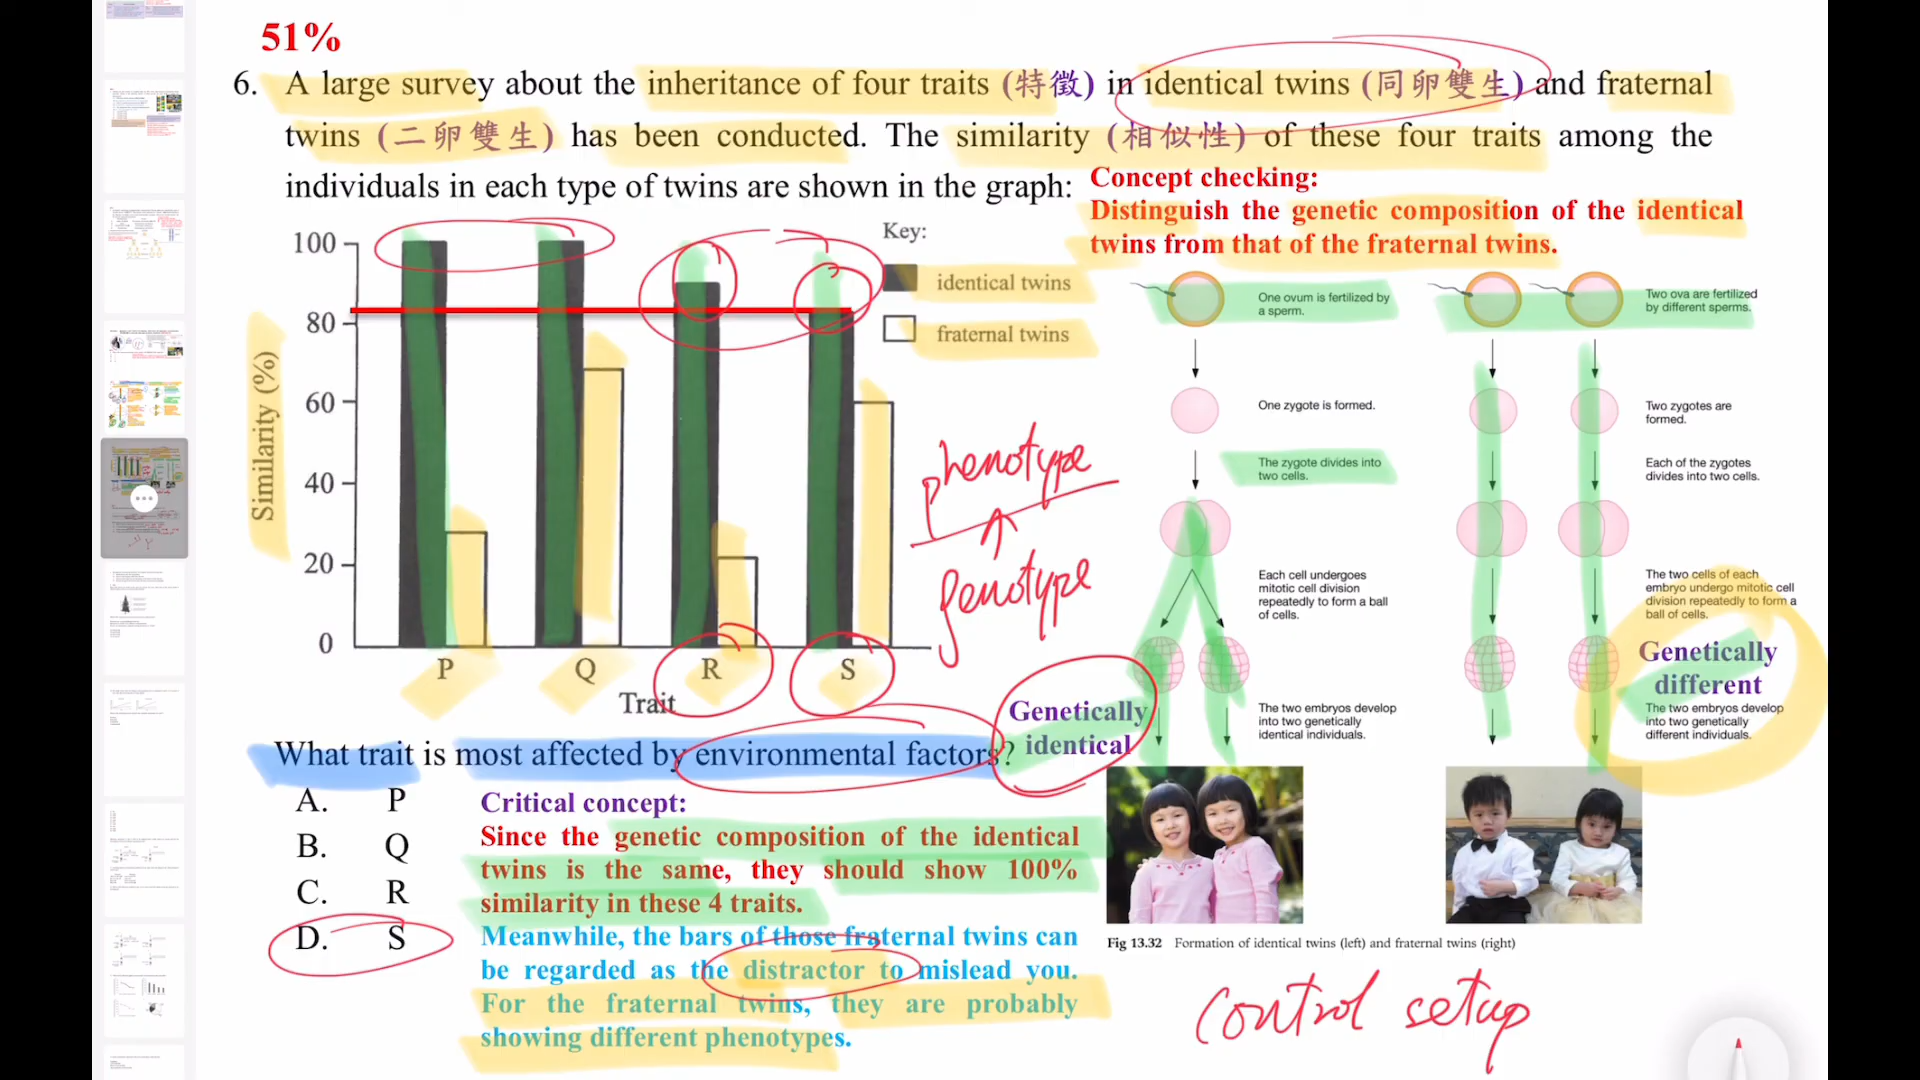 51%
6. A large survey about the inheritance of four traits (特徵) in identical twins (同卵雙生) and fraternal
twins (二卵雙生) has been conducted. The similarity (相似性) of these four traits among the
individuals in each type of twins are shown in the graph:
Concept checking:
Distinguish the genetic composition of the identical
twins from that of the fraternal twins.
Similarity (%)
100
80
60
40
20
0
P Q R S
Trait
Key:
identical twins
fraternal twins
phenotype
genotype
One ovum is fertilized by
a sperm.
One zygote is formed.
The zygote divides into
two cells.
Each cell undergoes
mitotic cell division
repeatedly to form a ball
of cells.
Genetically
identical
The two embryos develop
into two genetically
identical individuals.
Two ova are fertilized
by different sperms.
Two zygotes are
formed.
Each of the zygotes
divides into two cells.
The two cells of each
embryo undergo mitotic cell
division repeatedly to form a
ball of cells.
Genetically
different
The two embryos develop
into two genetically
different individuals.
Fig 13.32 Formation of identical twins (left) and fraternal twins (right)
What trait is most affected by environmental factors?
A. P
B. Q
C. R
D. S
Critical concept:
Since the genetic composition of the identical
twins is the same, they should show 100%
similarity in these 4 traits.
Meanwhile, the bars of those fraternal twins can
be regarded as the distractor to mislead you.
For the fraternal twins, they are probably
showing different phenotypes.
control setup